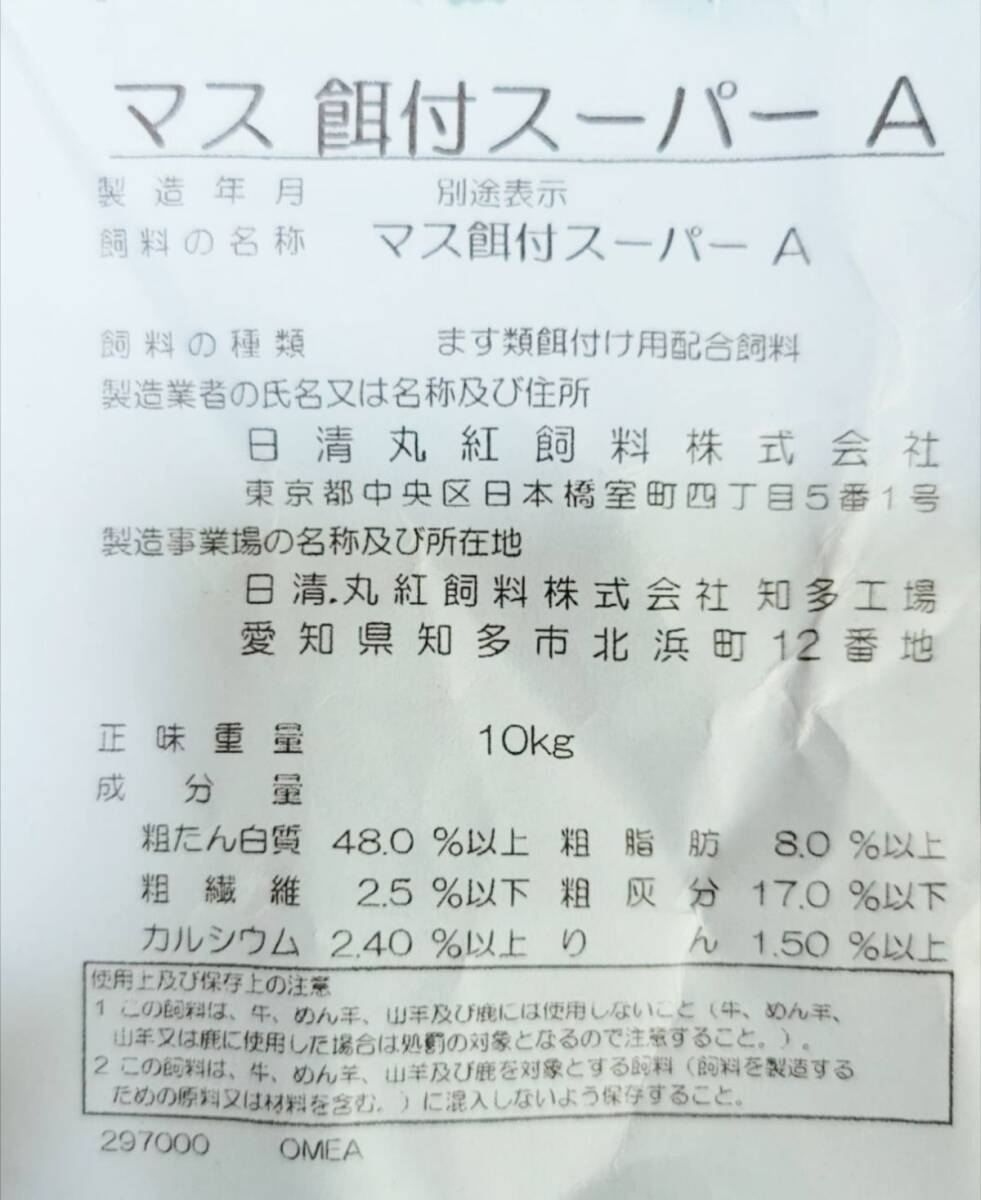 マス 餌付スーパー A
製造年月 別途表示
飼料の名称 マス餌付スーパー A
飼料の種類 ます類餌付け用配合飼料
製造業者の氏名又は名称及び住所
日清丸紅飼料株式会社
東京都中央区日本橋室町四丁目5番1号
製造事業場の名称及び所在地
日清丸紅飼料株式会社 知多工場
愛知県知多市北浜町12番地
正味重量 10kg
成分量
粗たん白質 48.0 %以上 粗脂肪 8.0 %以上
粗繊維 2.5 %以下 粗灰分 17.0 %以下
カルシウム 2.40 %以上 りん 1.50 %以上
使用上及び保存上の注意
1 この飼料は、牛、めん羊、山羊及び鹿には使用しないこと（牛、めん羊、
山羊又は鹿に使用した場合は処罰の対象となるので注意すること。）。
2 この飼料は、牛、めん羊、山羊及び鹿を対象とする飼料（飼料を製造する
ための原料又は材料を含む。）に混入しないよう保存すること。
297000 OMEA